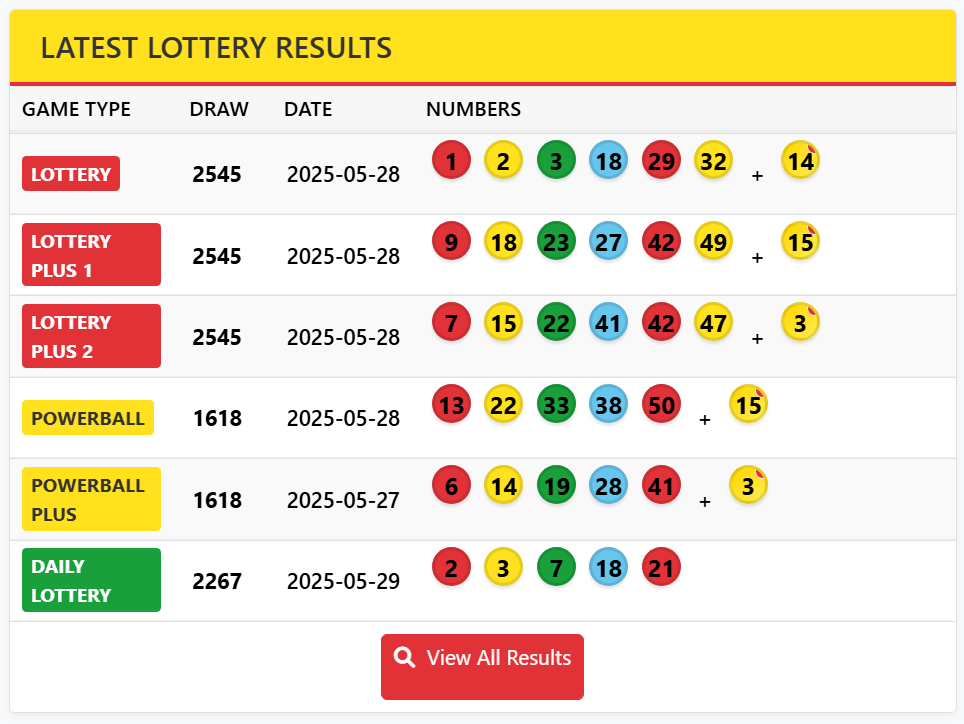 LATEST LOTTERY RESULTS
GAME TYPE DRAW DATE NUMBERS
LOTTERY 2545 2025-05-28 1 2 3 18 29 32 + 14
LOTTERY PLUS 1 2545 2025-05-28 9 18 23 27 42 49 + 15
LOTTERY PLUS 2 2545 2025-05-28 7 15 22 41 42 47 + 3
POWERBALL 1618 2025-05-28 13 22 33 38 50 + 15
POWERBALL PLUS 1618 2025-05-27 6 14 19 28 41 + 3
DAILY LOTTERY 2267 2025-05-29 2 3 7 18 21
View All Results